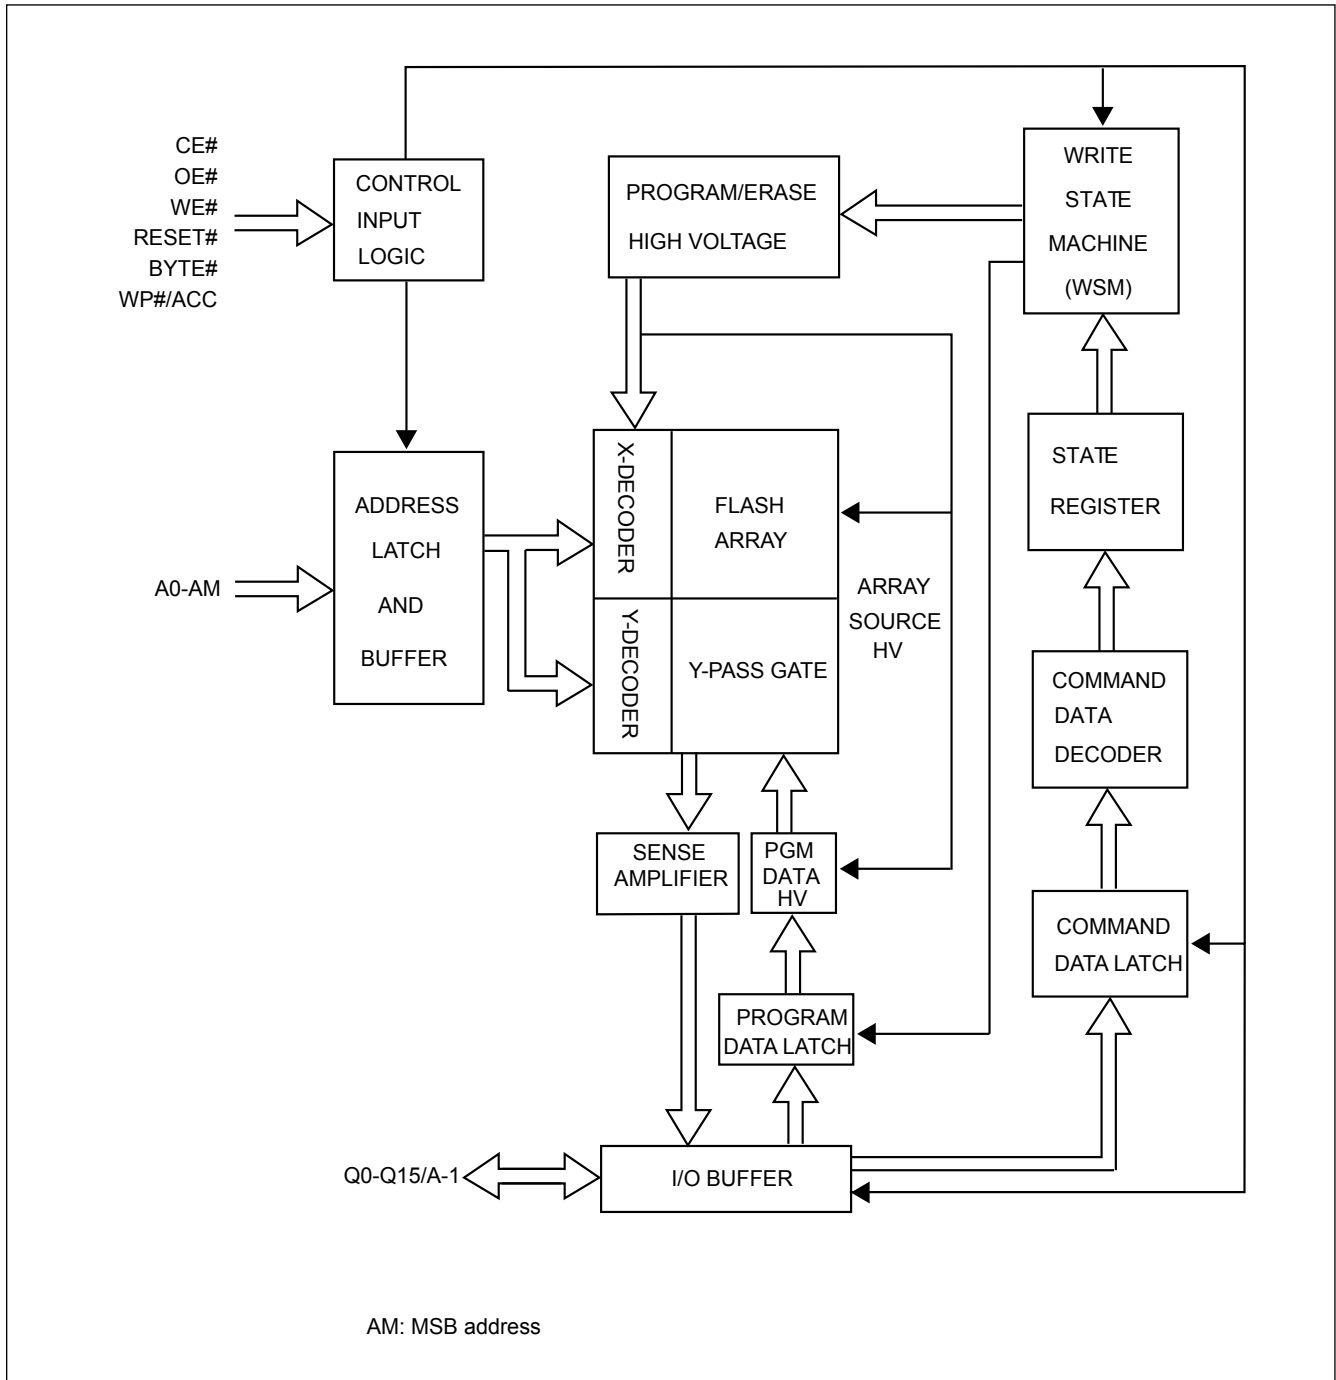 CE#
OE#
WE#
RESET#
BYTE#
WP#/ACC
CONTROL
INPUT
LOGIC
PROGRAM/ERASE
HIGH VOLTAGE
WRITE
STATE
MACHINE
(WSM)
STATE
REGISTER
ADDRESS
LATCH
AND
BUFFER
A0-AM
X-DECODER
FLASH
ARRAY
Y-DECODER
Y-PASS GATE
ARRAY
SOURCE
HV
COMMAND
DATA
DECODER
SENSE
AMPLIFIER
PGM
DATA
HV
COMMAND
DATA LATCH
PROGRAM
DATA LATCH
Q0-Q15/A-1
I/O BUFFER
AM: MSB address